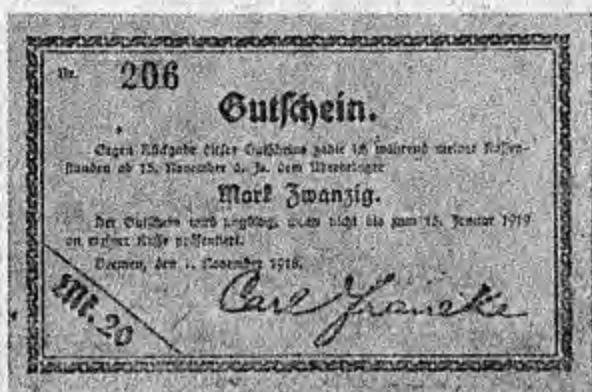 Nr. 206
Gutschein.
Gegen Rückgabe dieses Gutscheins zahle ich während meiner Kassen-
stunden ab 15. November d. Js. dem Überbringer
Mark Zwanzig.
Der Gutschein wird ungültig, wenn nicht bis zum 15. Januar 1919
an meiner Kasse präsentiert.
Bremen, den 1. November 1918.
Mk. 20
Carl Francke